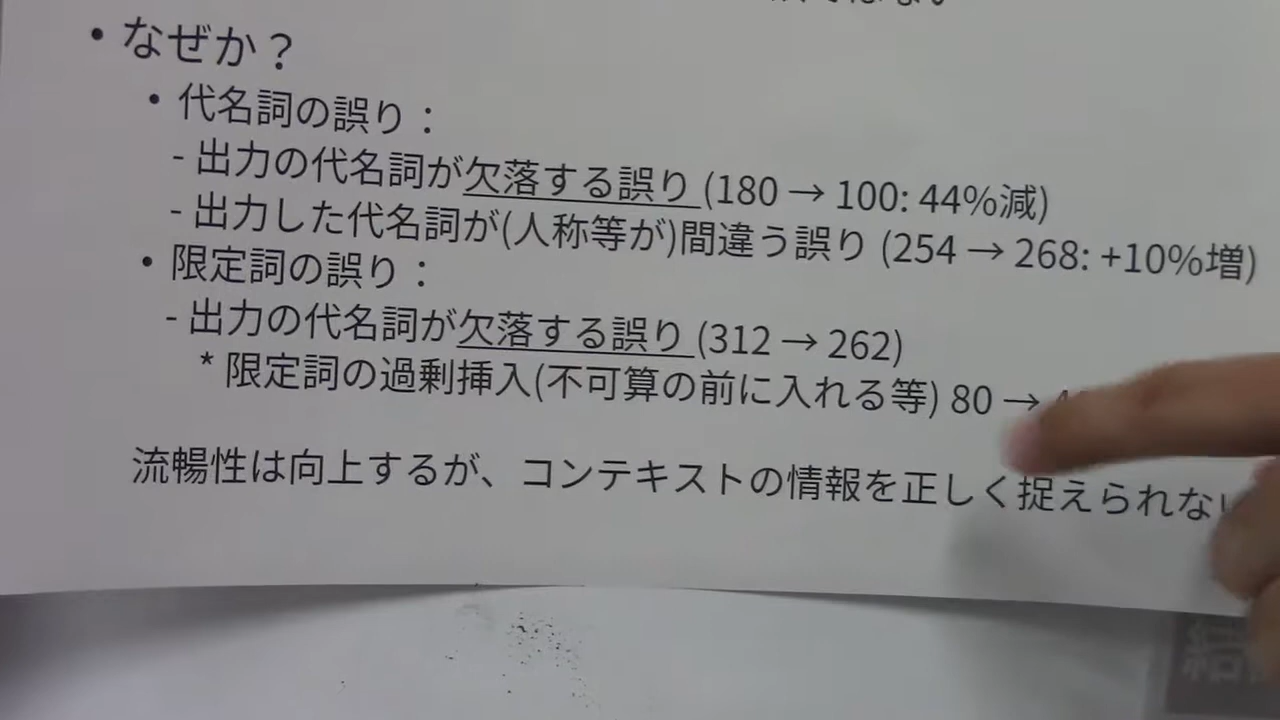 • なぜか？
• 代名詞の誤り：
- 出力の代名詞が欠落する誤り (180 → 100: 44%減)
- 出力した代名詞が(人称等が)間違う誤り (254 → 268: +10%増)
• 限定詞の誤り：
- 出力の代名詞が欠落する誤り (312 → 262)
* 限定詞の過剰挿入(不可算の前に入れる等) 80 →
流暢性は向上するが、コンテキストの情報を正しく捉えられない